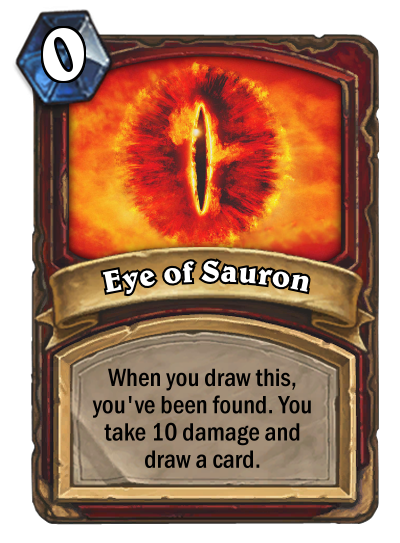 0
Eye of Sauron
When you draw this,
you've been found. You
take 10 damage and
draw a card.